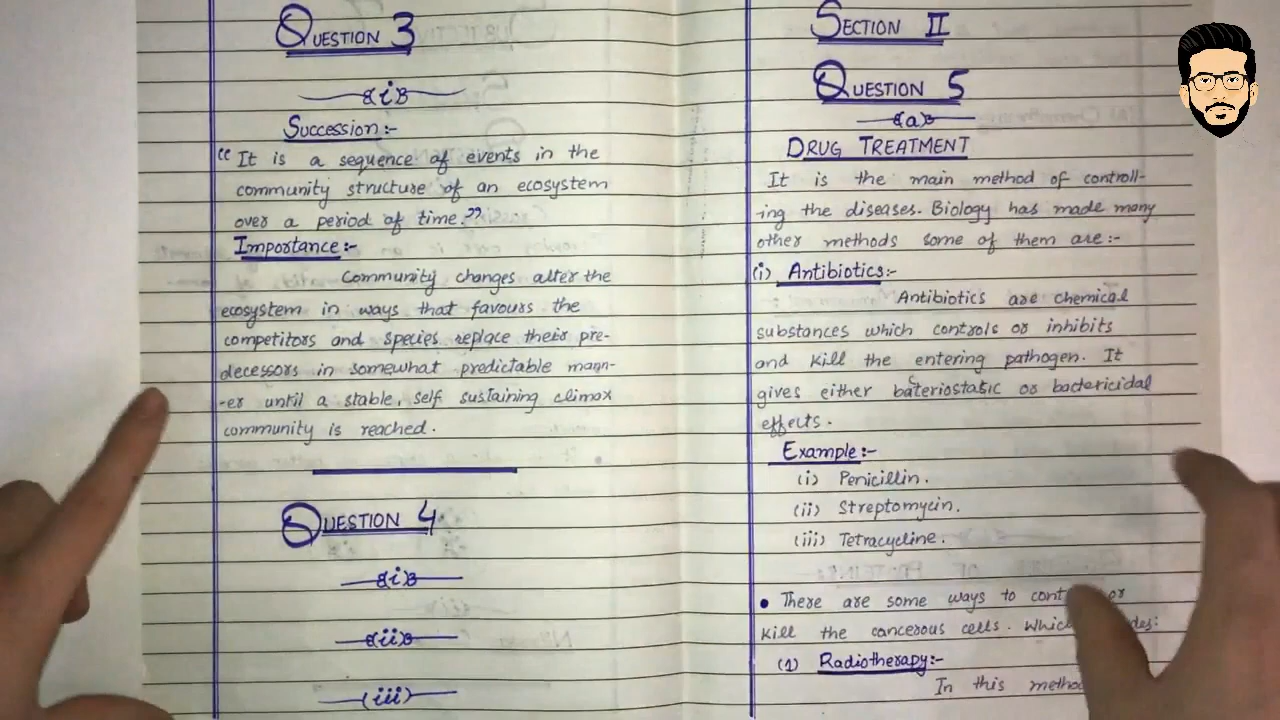 QUESTION 3
(i)
Succession:-
“ It is a sequence of events in the
community structure of an ecosystem
over a period of time.”
Importance:-
Community changes alter the
ecosystem in ways that favours the
competitors and species replace their pre-
decessors in somewhat predictable mann-
-er until a stable, self sustaining climax
community is reached.
QUESTION 4
(i)
(ii)
(iii)
SECTION II
QUESTION 5
(a)
DRUG TREATMENT
It is the main method of controll-
ing the diseases. Biology has made many
other methods some of them are:-
(i) Antibiotics:-
Antibiotics are chemical
substances which controls or inhibits
and kill the entering pathogen. It
gives either bacteriostatic or bactericidal
effects.
Example:-
(i) Penicillin.
(ii) Streptomycin.
(iii) Tetracycline.
• There are some ways to or
kill the cancerous cells.
(1) Radiotherapy:-
In this